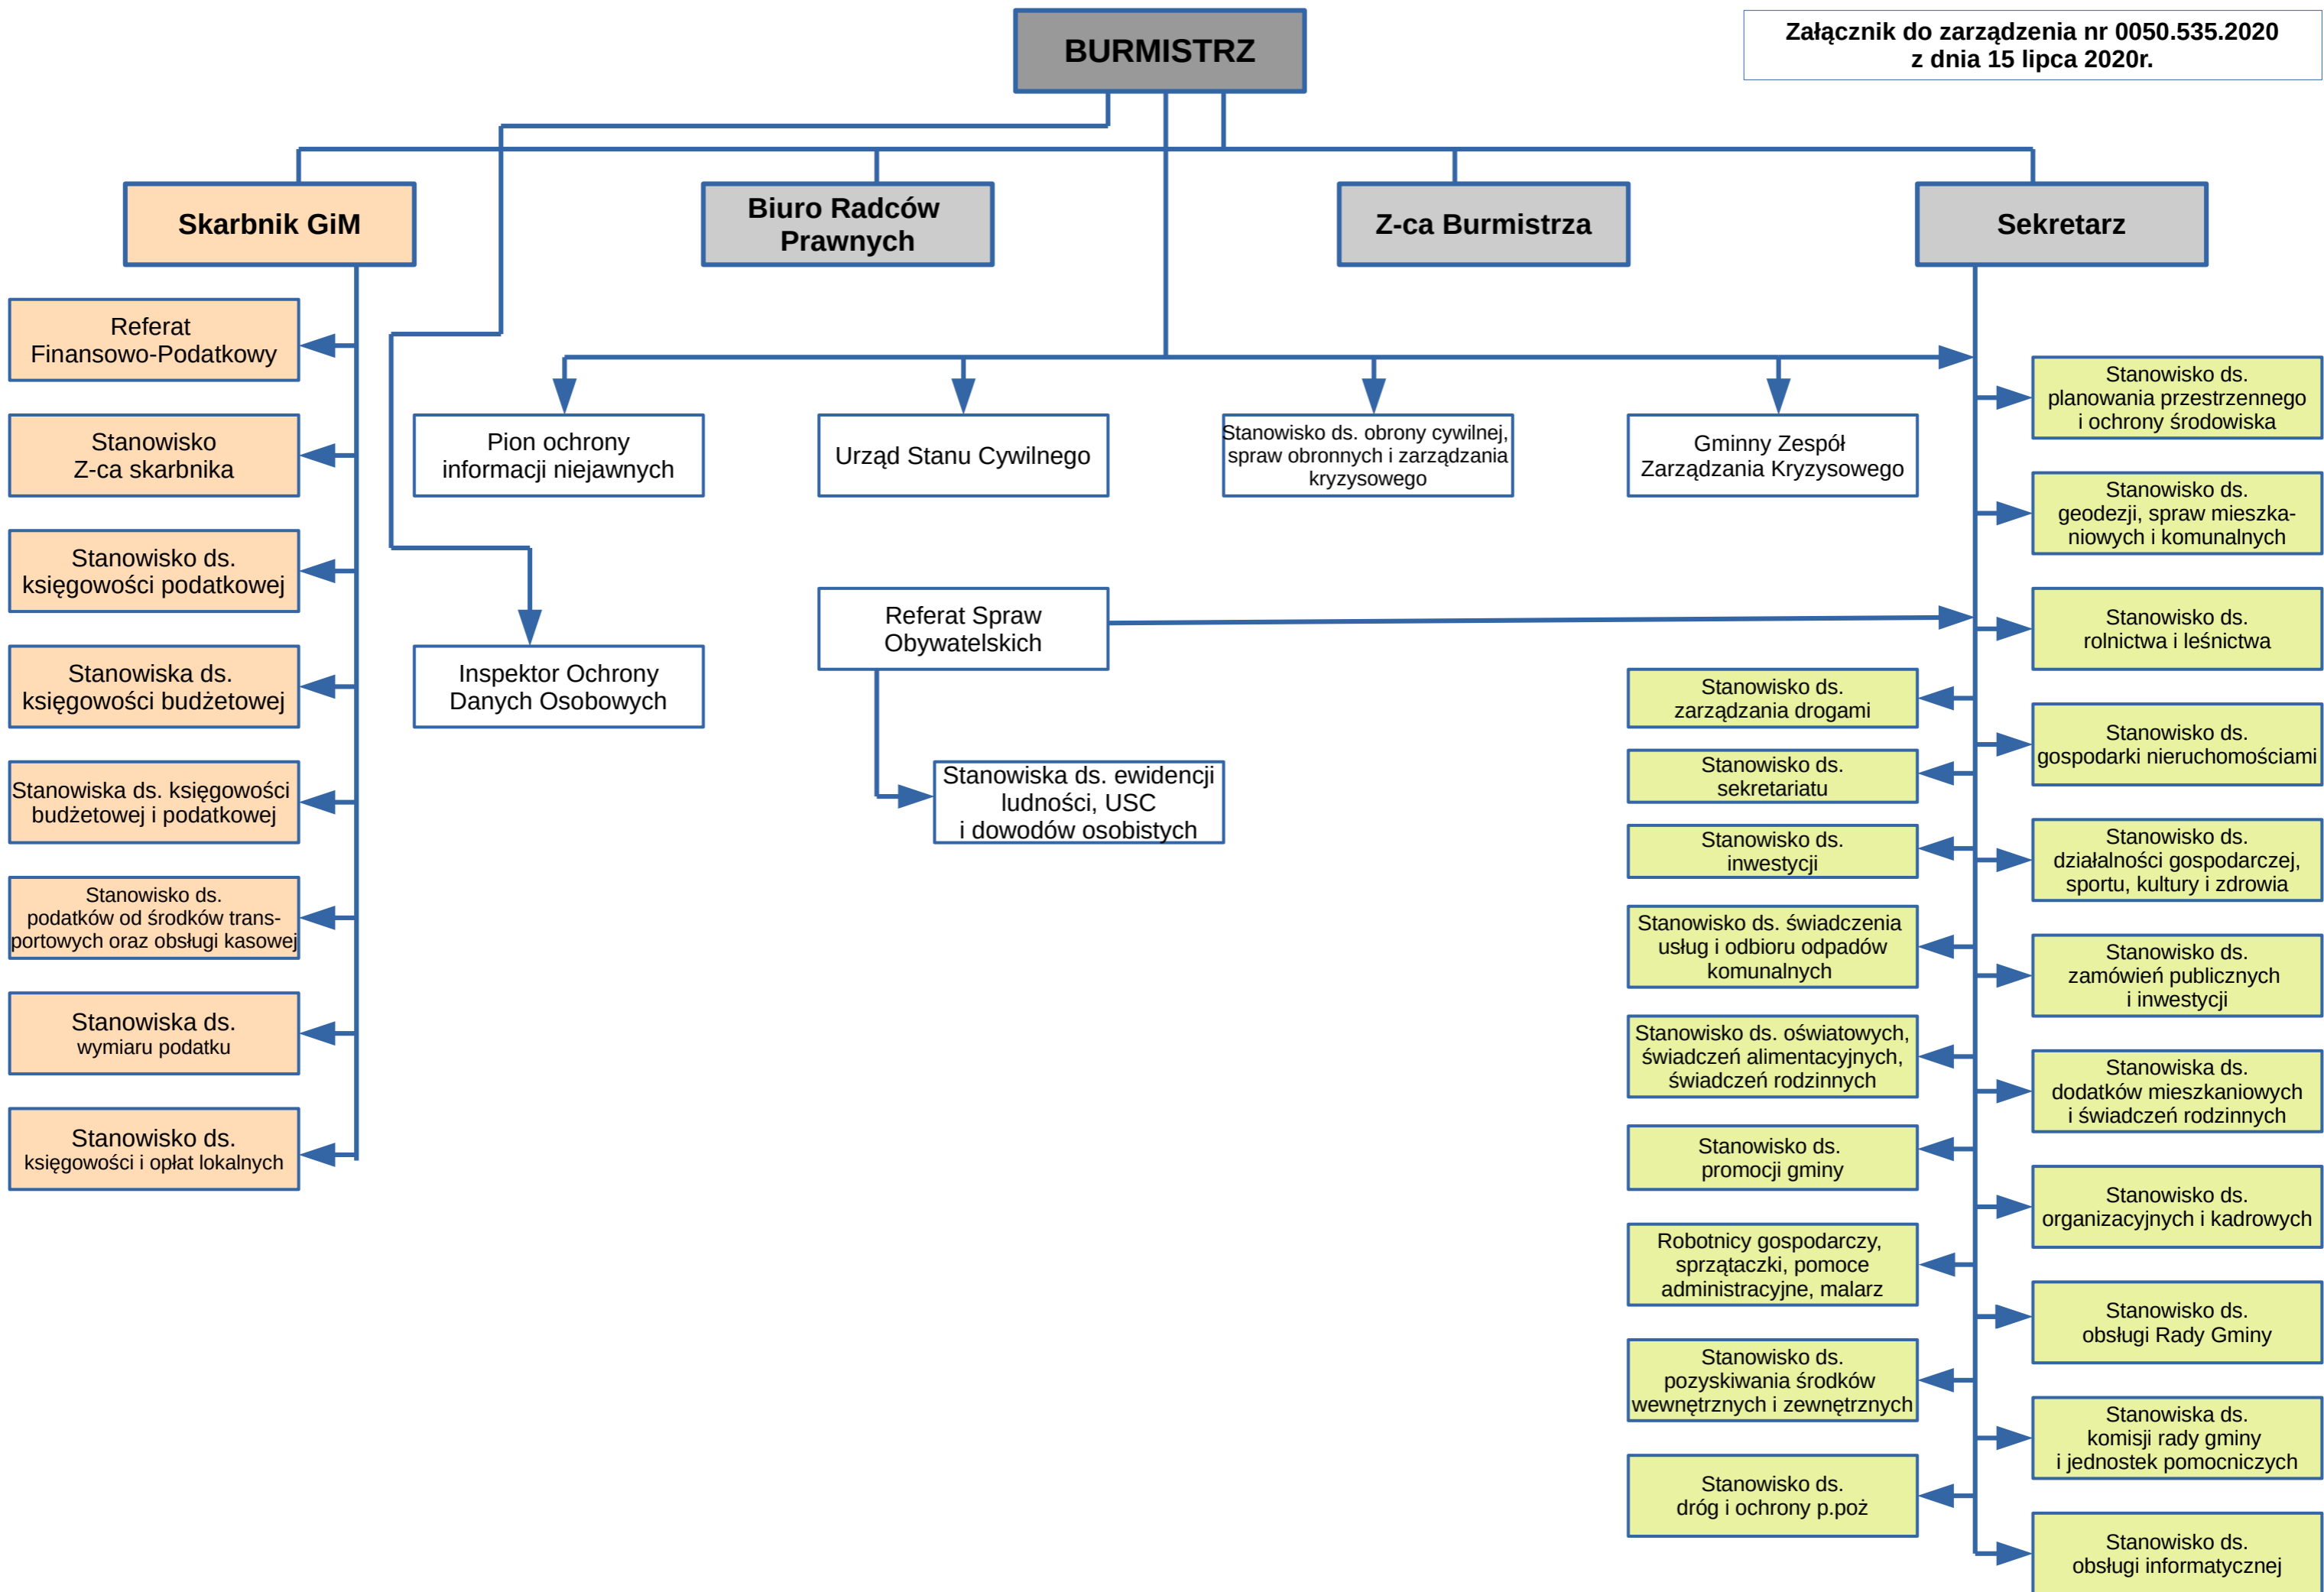 BURMISTRZ
Załącznik do zarządzenia nr 0050.535.2020
z dnia 15 lipca 2020r.
Skarbnik GiM
Biuro Radców
Prawnych
Z-ca Burmistrza
Sekretarz
Referat
Finansowo-Podatkowy
Stanowisko
Z-ca skarbnika
Stanowisko ds.
księgowości podatkowej
Stanowiska ds.
księgowości budżetowej
Stanowiska ds. księgowości
budżetowej i podatkowej
Stanowisko ds.
podatków od środków trans-
portowych oraz obsługi kasowej
Stanowiska ds.
wymiaru podatku
Stanowisko ds.
księgowości i opłat lokalnych
Pion ochrony
informacji niejawnych
Urząd Stanu Cywilnego
Stanowisko ds. obrony cywilnej,
spraw obronnych i zarządzania
kryzysowego
Gminny Zespół
Zarządzania Kryzysowego
Inspektor Ochrony
Danych Osobowych
Referat Spraw
Obywatelskich
Stanowiska ds. ewidencji
ludności, USC
i dowodów osobistych
Stanowisko ds.
zarządzania drogami
Stanowisko ds.
sekretariatu
Stanowisko ds.
inwestycji
Stanowisko ds. świadczenia
usług i odbioru odpadów
komunalnych
Stanowisko ds. oświatowych,
świadczeń alimentacyjnych,
świadczeń rodzinnych
Stanowisko ds.
promocji gminy
Robotnicy gospodarczy,
sprzątaczki, pomoce
administracyjne, malarz
Stanowisko ds.
pozyskiwania środków
wewnętrznych i zewnętrznych
Stanowisko ds.
dróg i ochrony p.poż
Stanowisko ds.
planowania przestrzennego
i ochrony środowiska
Stanowisko ds.
geodezji, spraw mieszka-
niowych i komunalnych
Stanowisko ds.
rolnictwa i leśnictwa
Stanowisko ds.
gospodarki nieruchomościami
Stanowisko ds.
działalności gospodarczej,
sportu, kultury i zdrowia
Stanowisko ds.
zamówień publicznych
i inwestycji
Stanowiska ds.
dodatków mieszkaniowych
i świadczeń rodzinnych
Stanowisko ds.
organizacyjnych i kadrowych
Stanowisko ds.
obsługi Rady Gminy
Stanowiska ds.
komisji rady gminy
i jednostek pomocniczych
Stanowisko ds.
obsługi informatycznej